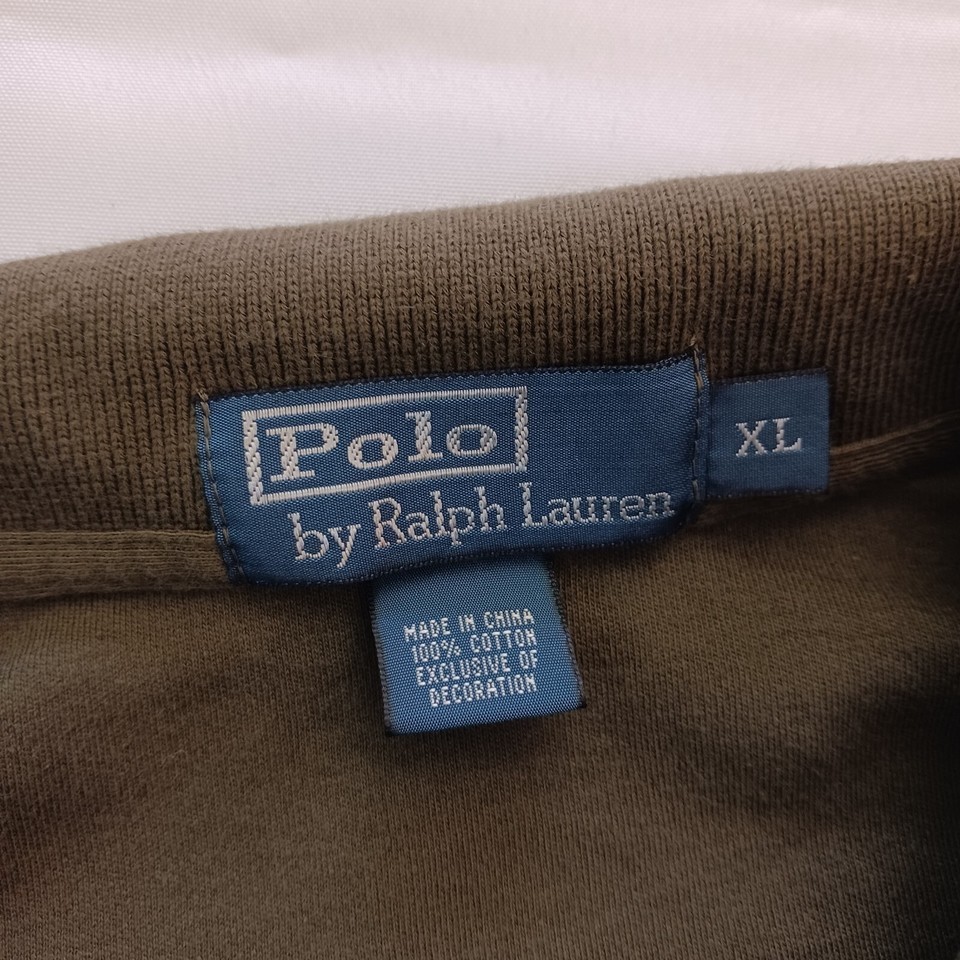 Polo
by Ralph Lauren
XL
MADE IN CHINA
100% COTTON
EXCLUSIVE OF
DECORATION